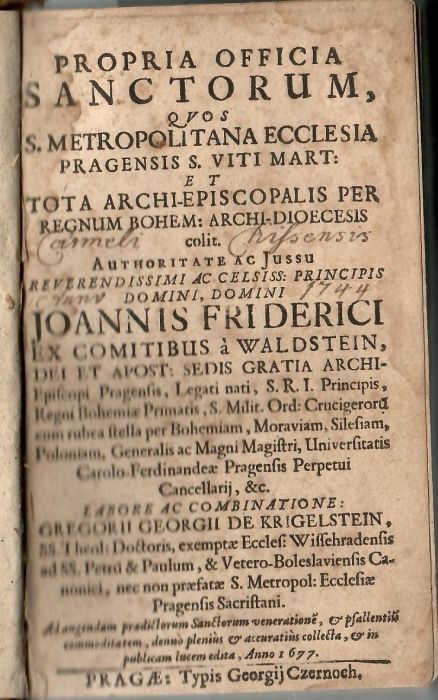 PROPRIA OFFICIA
SANCTORUM,
QVOS
S. METROPOLITANA ECCLESIA
PRAGENSIS S. VITI MART:
ET
TOTA ARCHI-EPISCOPALIS PER
REGNUM BOHEM: ARCHI-DIOECESIS
Carmeli colit. Chissensis
AUTHORITATE AC JUSSU
REVERENDISSIMI AC CELSISS: PRINCIPIS
DOMINI, DOMINI 1744
JOANNIS FRIDERICI
EX COMITIBUS à WALDSTEIN,
DEI ET APOST: SEDIS GRATIA ARCHI-
Episcopi Pragensis, Legati nati, S. R. I. Principis,
Regni Bohemiæ Primatis, S. Milit. Ord: Crucigerorũ
cum rubea stella per Bohemiam, Moraviam, Silesiam,
Poloniam, Generalis ac Magni Magistri, Universitatis
Carolo Ferdinandeæ Pragensis Perpetui
Cancellarij, &c.
LABORE AC COMBINATIONE:
GREGORII GEORGII DE KRIGELSTEIN,
SS. Theol: Doctoris, exemptæ Eccles: Wissehradensis
ad SS. Petrũ & Paulum, & Vetero-Boleslaviensis Ca-
nonici, nec non præfatæ S. Metropol: Ecclesiæ
Pragensis Sacristani.
Ad augendam prædictorum Sanctorum venerationẽ, & psallentiũ
commoditatem, denuò pleniùs & accuratiùs collecta, & in
publicam lucem edita, Anno 1677.
PRAGÆ: Typis Georgij Czernoch.